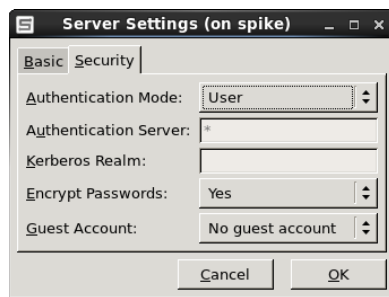 Server Settings (on spike)
Basic Security
Authentication Mode: User
Authentication Server: *
Kerberos Realm:
Encrypt Passwords: Yes
Guest Account: No guest account
Cancel OK